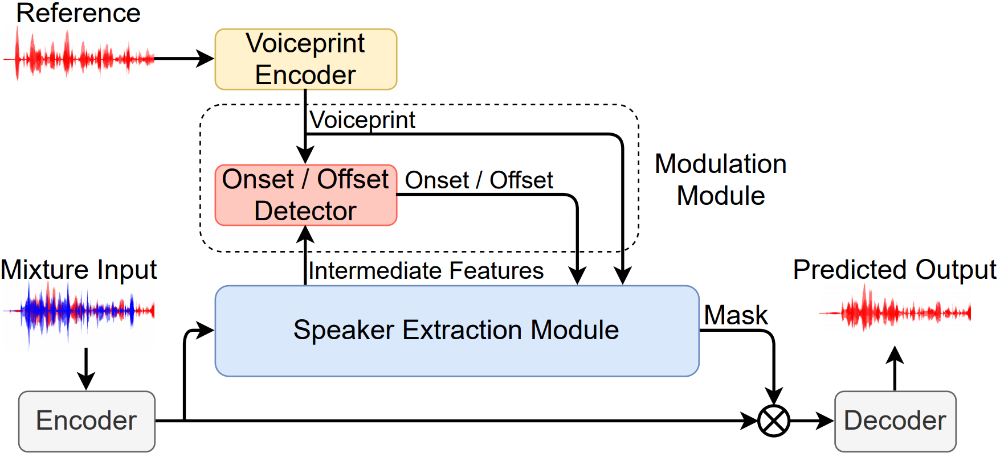 Reference
Voiceprint
Encoder
Voiceprint
Onset / Offset
Detector
Onset / Offset
Modulation
Module
Mixture Input
Intermediate Features
Predicted Output
Speaker Extraction Module
Mask
Encoder
Decoder